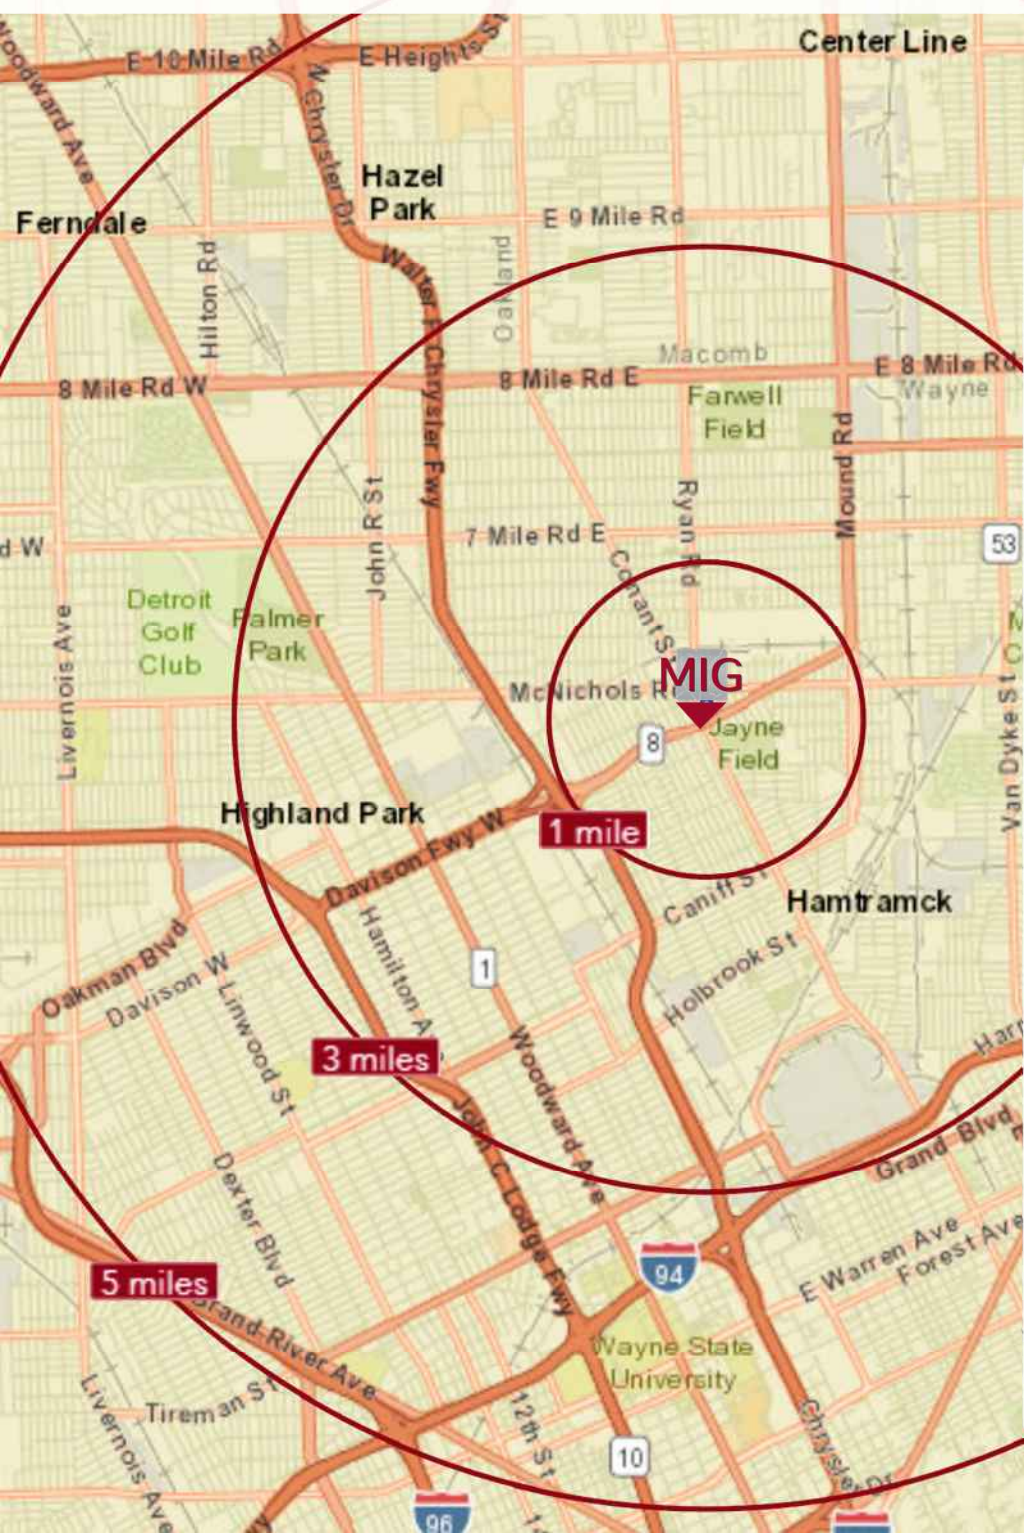 Center Line
E 10 Mile Rd
E Heights St
Woodward Ave
N Chrysler Dr
Hazel
Park
Ferndale
E 9 Mile Rd
Hilton Rd
Walter P Chrysler Fwy
Oakland
Macomb
8 Mile Rd W
8 Mile Rd E
E 8 Mile Rd
Wayne
Farwell
Field
Mound Rd
John R St
Ryan Rd
7 Mile Rd E
d W
53
Conant St
Detroit
Golf
Club
Palmer
Park
Livernois Ave
McNichols R
MIG
8
Jayne
Field
Van Dyke St
M
C
Highland Park
Davison Fwy W
1 mile
Caniff St
Hamtramck
Hamilton A
1
Holbrook St
Oakman Blvd
Davison W
Linwood St
3 miles
Woodward Ave
Harp
John C Lodge Fwy
Grand Blvd
Dexter Blvd
5 miles
94
E Warren Ave
Forest Ave
Grand River Ave
Wayne State
University
Tireman St
Livernois Ave
12th St
10
Chrysler Dr
96
14